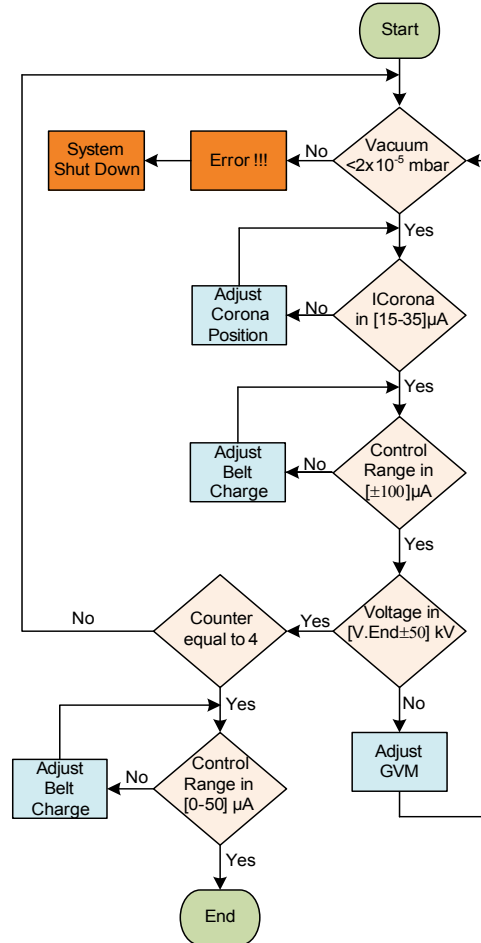 Start
Vacuum
<2x10⁻⁵ mbar
No
Error !!!
System
Shut Down
Yes
ICorona
in [15-35]µA
No
Adjust
Corona
Position
Yes
Control
Range in
[±100]µA
No
Adjust
Belt
Charge
Yes
Voltage in
[V.End±50] kV
Yes
Counter
equal to 4
No
No
Adjust
GVM
Yes
Control
Range in
[0-50] µA
No
Adjust
Belt
Charge
Yes
End